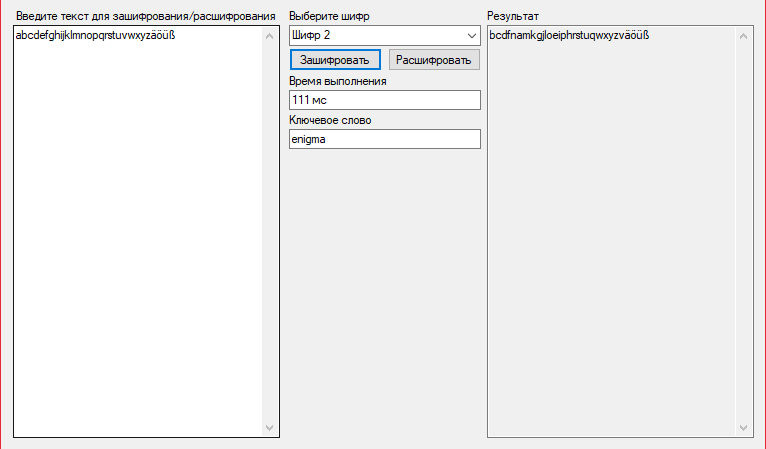 Введите текст для зашифрования/расшифрования
abcdefghijklmnopqrstuvwxyzäöüß
Выберите шифр
Шифр 2
Зашифровать
Расшифровать
Время выполнения
111 мс
Ключевое слово
enigma
Результат
bcdfnamkgjloeiphrstuqwxyzväöüß